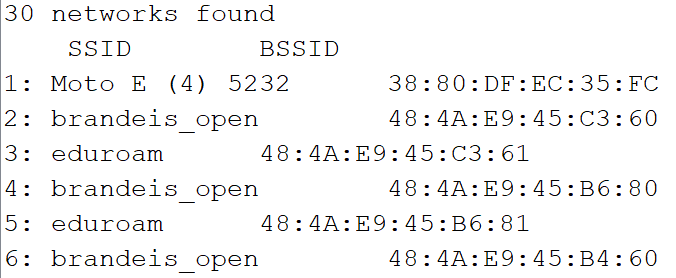 30 networks found
SSID BSSID
1: Moto E (4) 5232 38:80:DF:EC:35:FC
2: brandeis_open 48:4A:E9:45:C3:60
3: eduroam 48:4A:E9:45:C3:61
4: brandeis_open 48:4A:E9:45:B6:80
5: eduroam 48:4A:E9:45:B6:81
6: brandeis_open 48:4A:E9:45:B4:60